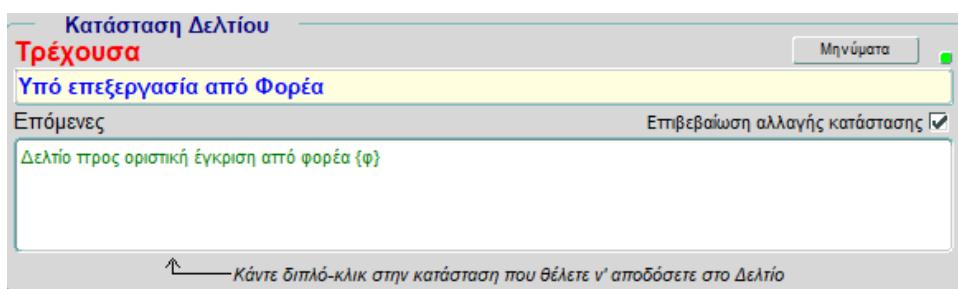 Κατάσταση Δελτίου
Τρέχουσα
Μηνύματα
Υπό επεξεργασία από Φορέα
Επόμενες
Επιβεβαίωση αλλαγής κατάστασης
Δελτίο προς οριστική έγκριση από φορέα {φ}
Κάντε διπλό-κλικ στην κατάσταση που θέλετε ν' αποδόσετε στο Δελτίο